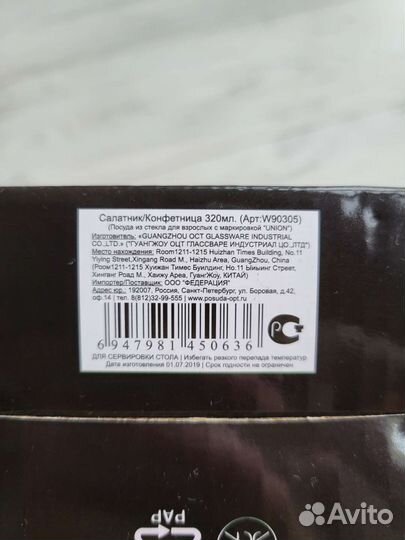 Салатник/Конфетница 320мл. (Арт:W90305)
(Посуда из стекла для взрослых с маркировкой "UNION")
Изготовитель: «GUANGZHOU OCT GLASSWARE INDUSTRIAL
CO.,LTD.» ("ГУАНГЖОУ ОЦТ ГЛАССВАРЕ ИНДУСТРИАЛ ЦО.,ЛТД")
Место нахождения: Room1211-1215 Huizhan Times Building, No.11
Yiying Street,Xingang Road M., Haizhu Area, GuangZhou, China
(Роом1211-1215 Хуижан Тимес Буилдинг, Но.11 Ыиыинг Стреет,
Хинганг Роад М., Хаижу Ареа, ГуангЖоу, КИТАЙ)
Импортер/Поставщик: ООО "ФЕДЕРАЦИЯ"
Адрес юр.: 192007, Россия, Санкт-Петербург, ул. Боровая, д.42,
оф.14 | тел. 8(812)32-99-555 | www.posuda-opt.ru
6 947981 450636
РС
ДЛЯ СЕРВИРОВКИ СТОЛА | Избегать резкого перепада температур
Дата изготовления 01.07.2019 | Срок годности не ограничен
PAP
Avito